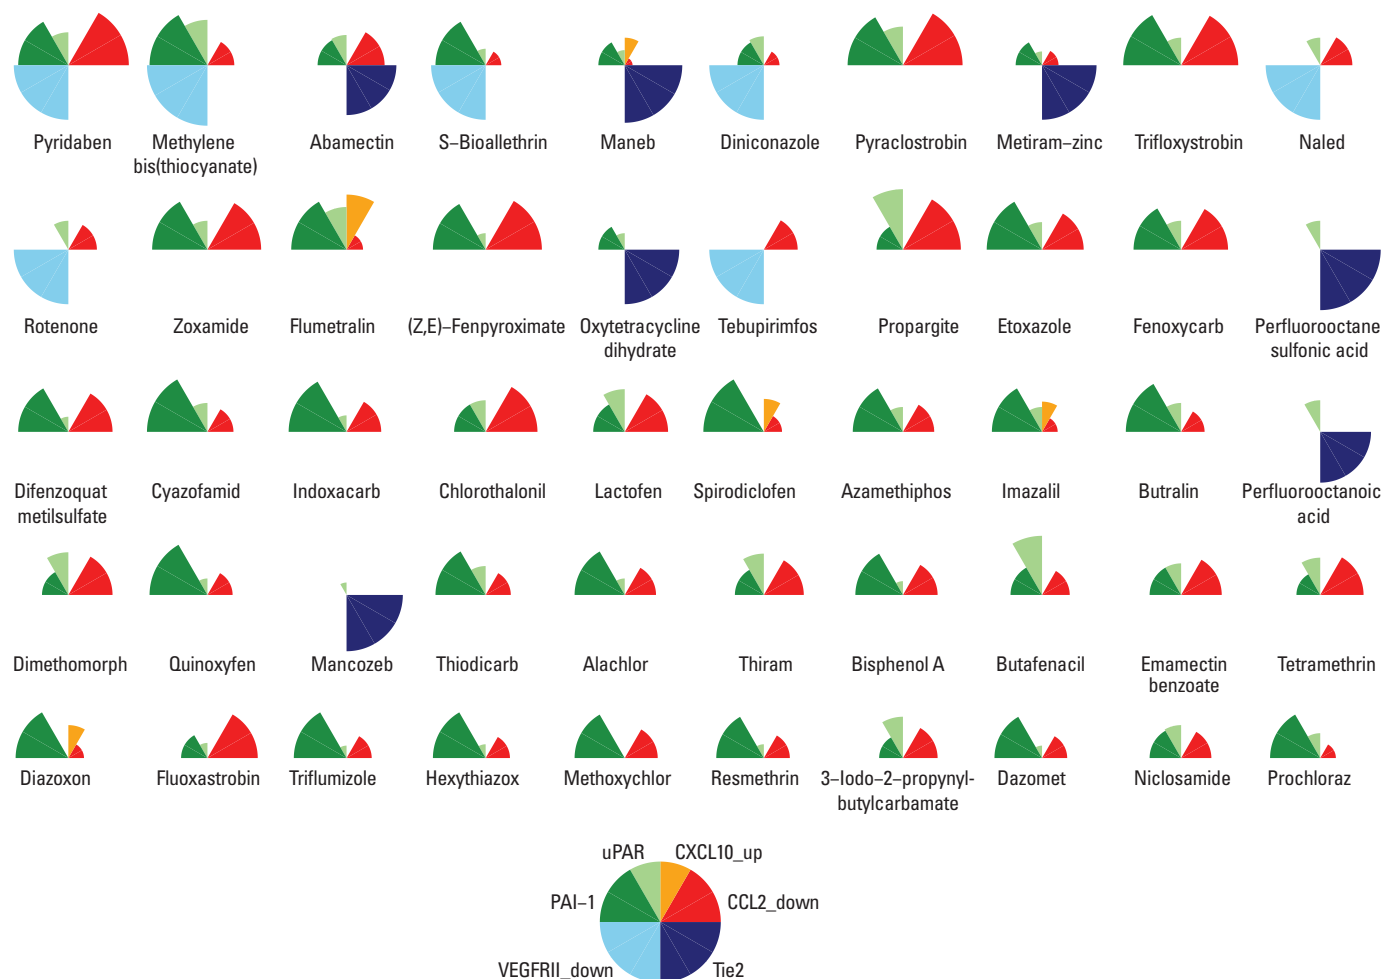 Pyridaben
Methylene
bis(thiocyanate)
Abamectin
S–Bioallethrin
Maneb
Diniconazole
Pyraclostrobin
Metiram–zinc
Trifloxystrobin
Naled
Rotenone
Zoxamide
Flumetralin
(Z,E)–Fenpyroximate
Oxytetracycline
dihydrate
Tebupirimfos
Propargite
Etoxazole
Fenoxycarb
Perfluorooctane
sulfonic acid
Difenzoquat
metilsulfate
Cyazofamid
Indoxacarb
Chlorothalonil
Lactofen
Spirodiclofen
Azamethiphos
Imazalil
Butralin
Perfluorooctanoic
acid
Dimethomorph
Quinoxyfen
Mancozeb
Thiodicarb
Alachlor
Thiram
Bisphenol A
Butafenacil
Emamectin
benzoate
Tetramethrin
Diazoxon
Fluoxastrobin
Triflumizole
Hexythiazox
Methoxychlor
Resmethrin
3–Iodo–2–propynyl-
butylcarbamate
Dazomet
Niclosamide
Prochloraz
uPAR
CXCL10_up
PAI–1
CCL2_down
VEGFRII_down
Tie2